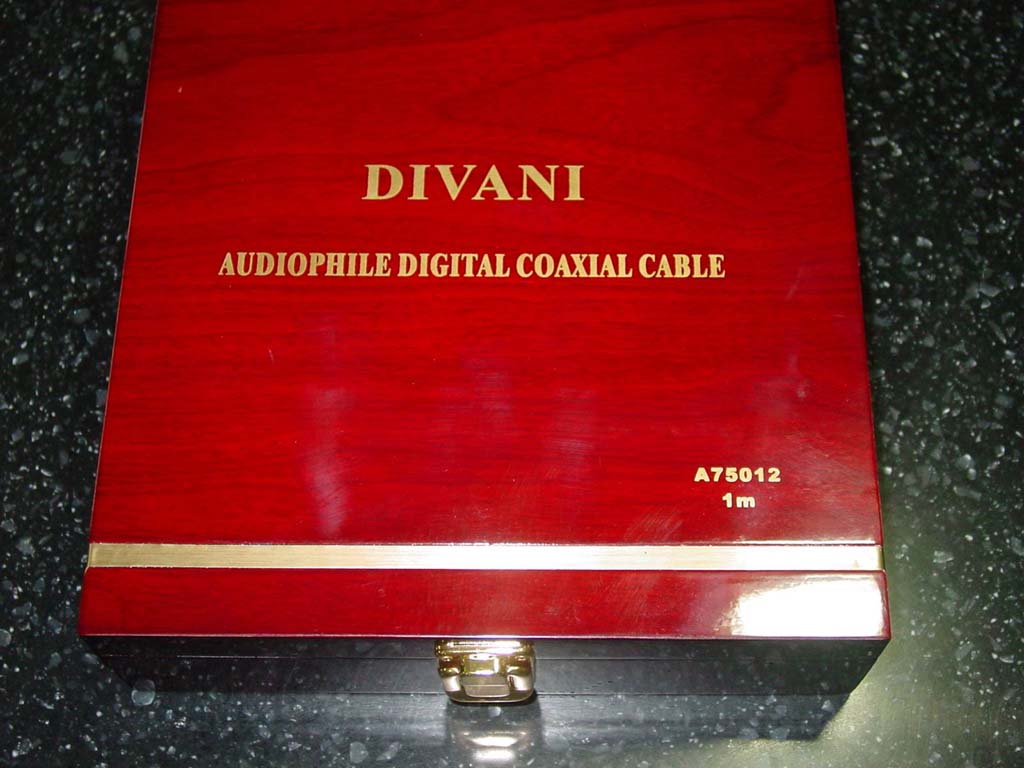 DIVANI
AUDIOPHILE DIGITAL COAXIAL CABLE
A75012
1m